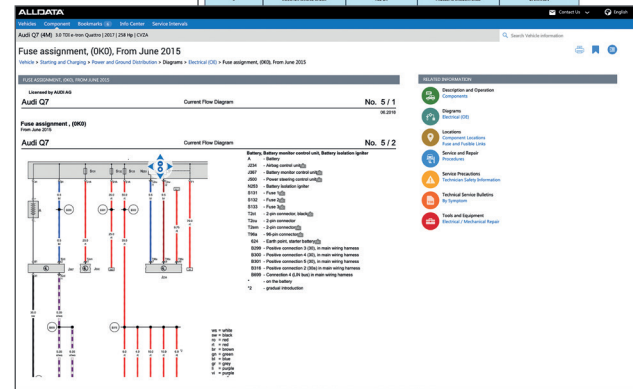 ALLDATA
Contact Us
English
Vehicles Component Bookmarks Info Center Service Intervals
Audi Q7 (4M) 3.0 TDI e-tron Quattro | 2017 | 258 Hp | CVZA
Search Vehicle information
Fuse assignment, (0K0), From June 2015
Vehicle > Starting and Charging > Power and Ground Distribution > Diagrams > Electrical (OE) > Fuse assignment, (0K0), From June 2015
FUSE ASSIGNMENT, (0K0), FROM JUNE 2015
RELATED INFORMATION
Licensed by AUDI AG
Audi Q7 Current Flow Diagram No. 5 / 1
06.2018
Fuse assignment , (0K0)
From June 2015
Audi Q7 Current Flow Diagram No. 5 / 2
Battery, Battery monitor control unit, Battery isolation igniter
A - Battery
J234 - Airbag control unit
J367 - Battery monitor control unit
J500 - Power steering control unit
N253 - Battery isolation igniter
S131 - Fuse 1
S132 - Fuse 2
S133 - Fuse 3
- 2-pin connector, black
- 2-pin connector
- 2-pin connector
- 90-pin connector
624 - Earth point, starter battery
B299 - Positive connection 3 (30), in main wiring harness
B300 - Positive connection 4 (30), in main wiring harness
B301 - Positive connection 5 (30), in main wiring harness
B316 - Positive connection 2 (30a) in main wiring harness
B698 - Connection 4 (LIN bus) in main wiring harness
* - on the battery
*2 - gradual introduction
ws = white
sw = black
ro = red
rt = red
br = brown
gn = green
bl = blue
gr = grey
li = purple
vi = purple
Description and Operation
Components
Diagrams
Electrical (OE)
Locations
Component Locations
Fuse and Fusible Links
Service and Repair
Procedures
Service Precautions
Technician Safety Information
Technical Service Bulletins
By Symptom
Tools and Equipment
Electrical / Mechanical Repair